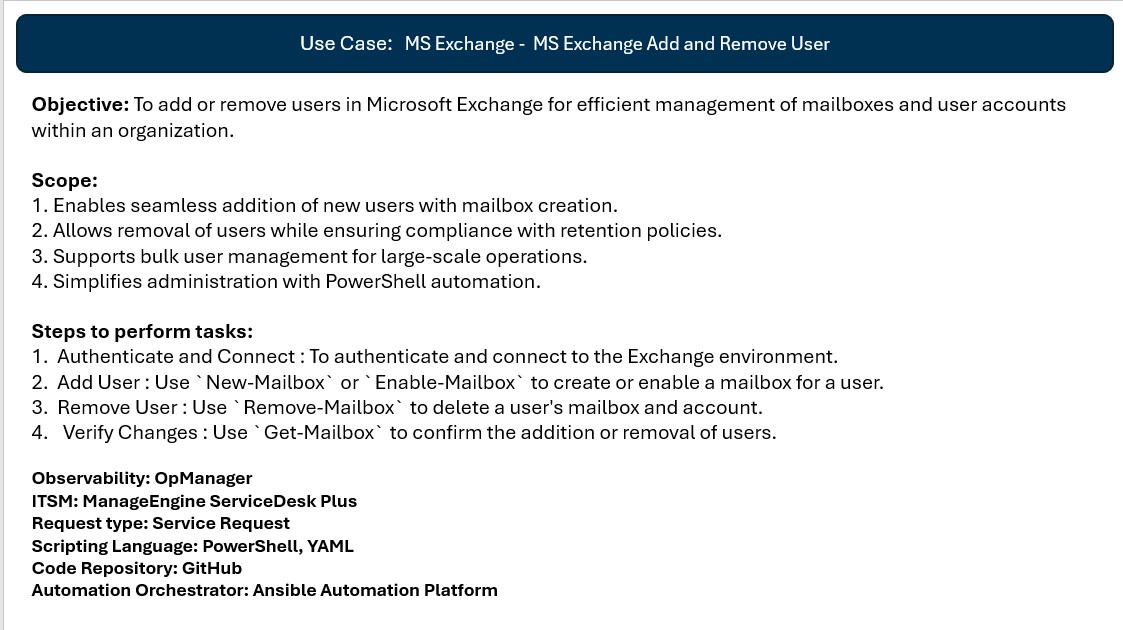 Use Case: MS Exchange - MS Exchange Add and Remove User
Objective: To add or remove users in Microsoft Exchange for efficient management of mailboxes and user accounts
within an organization.
Scope:
1. Enables seamless addition of new users with mailbox creation.
2. Allows removal of users while ensuring compliance with retention policies.
3. Supports bulk user management for large-scale operations.
4. Simplifies administration with PowerShell automation.
Steps to perform tasks:
1. Authenticate and Connect : To authenticate and connect to the Exchange environment.
2. Add User : Use `New-Mailbox` or `Enable-Mailbox` to create or enable a mailbox for a user.
3. Remove User : Use `Remove-Mailbox` to delete a user's mailbox and account.
4. Verify Changes : Use `Get-Mailbox` to confirm the addition or removal of users.
Observability: OpManager
ITSM: ManageEngine ServiceDesk Plus
Request type: Service Request
Scripting Language: PowerShell, YAML
Code Repository: GitHub
Automation Orchestrator: Ansible Automation Platform